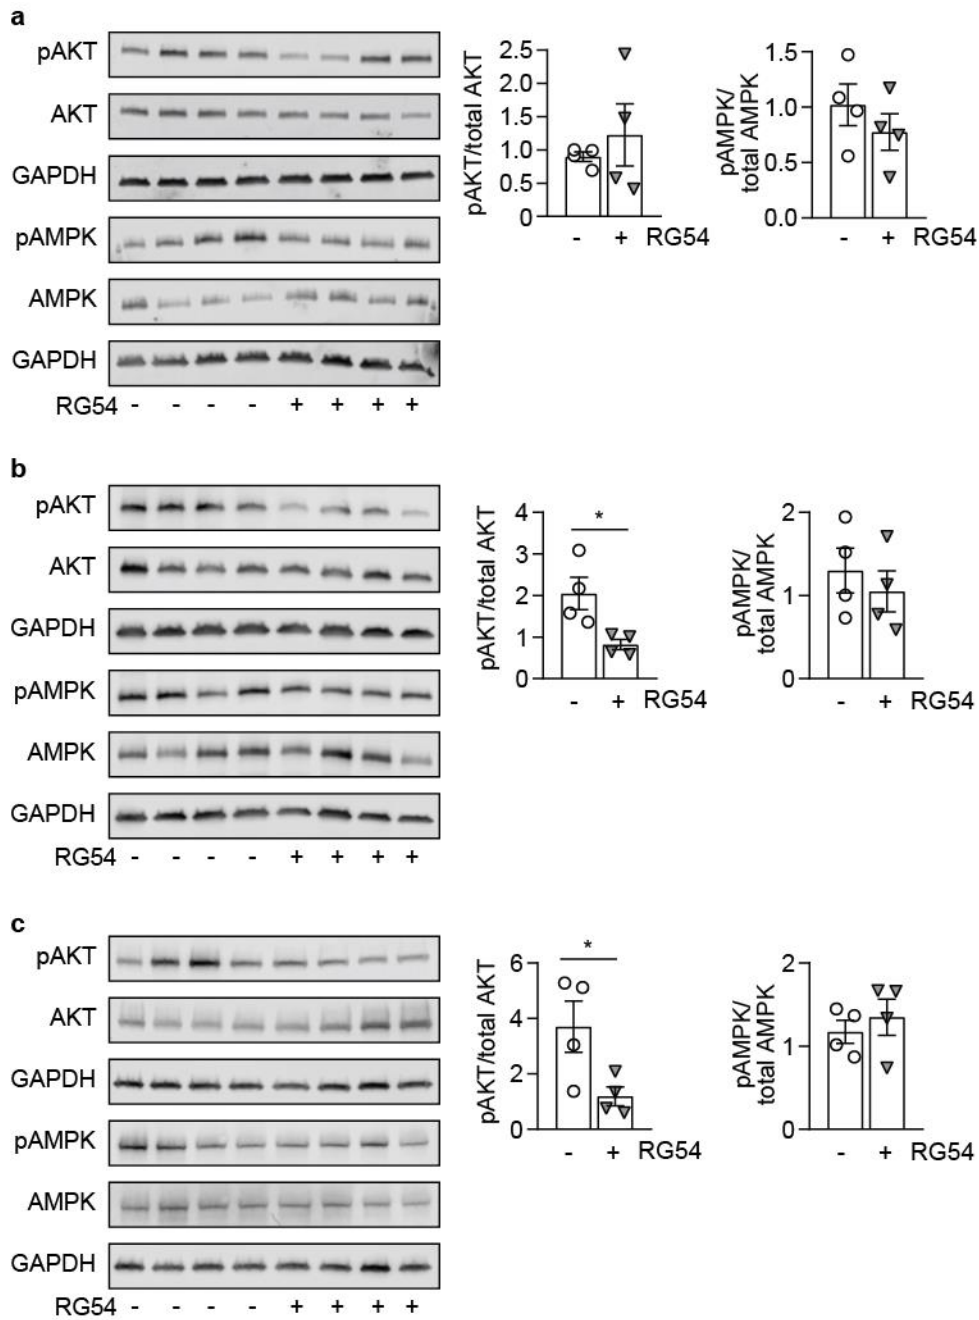 a
pAKT
AKT
GAPDH
pAMPK
AMPK
GAPDH
RG54 - - - - + + + +
pAKT/total AKT
2.5
2.0
1.5
1.0
0.5
0
- + RG54
pAMPK/
total AMPK
1.5
1.0
0.5
0.0
- + RG54
b
pAKT
AKT
GAPDH
pAMPK
AMPK
GAPDH
RG54 - - - - + + + +
pAKT/total AKT
4
3
2
1
0
*
- + RG54
pAMPK/
total AMPK
2
1
0
- + RG54
c
pAKT
AKT
GAPDH
pAMPK
AMPK
GAPDH
RG54 - - - - + + + +
pAKT/total AKT
6
4
2
0
*
- + RG54
pAMPK/
total AMPK
2
1
0
- + RG54